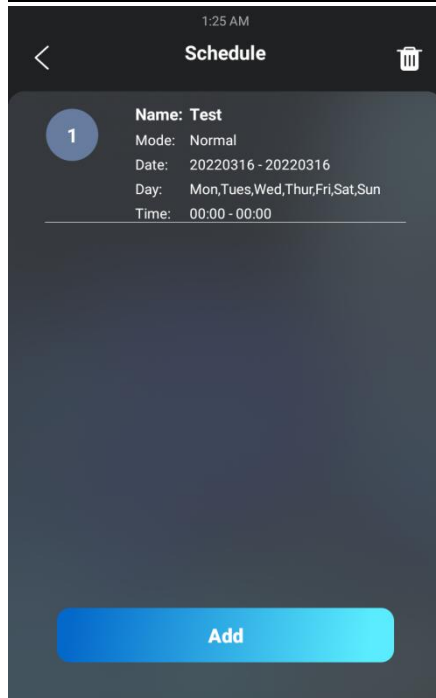 1:25 AM
Schedule
1
Name: Test
Mode: Normal
Date: 20220316 - 20220316
Day: Mon,Tues,Wed,Thur,Fri,Sat,Sun
Time: 00:00 - 00:00
Add